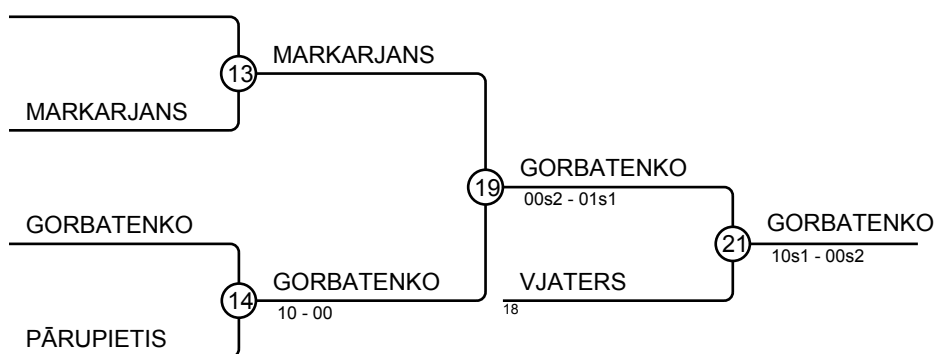 MARKARJANS
13
MARKARJANS
GORBATENKO
19
00s2 - 01s1
GORBATENKO
GORBATENKO
21
10s1 - 00s2
GORBATENKO
14
10 - 00
VJATERS
18
PĀRUPIETIS